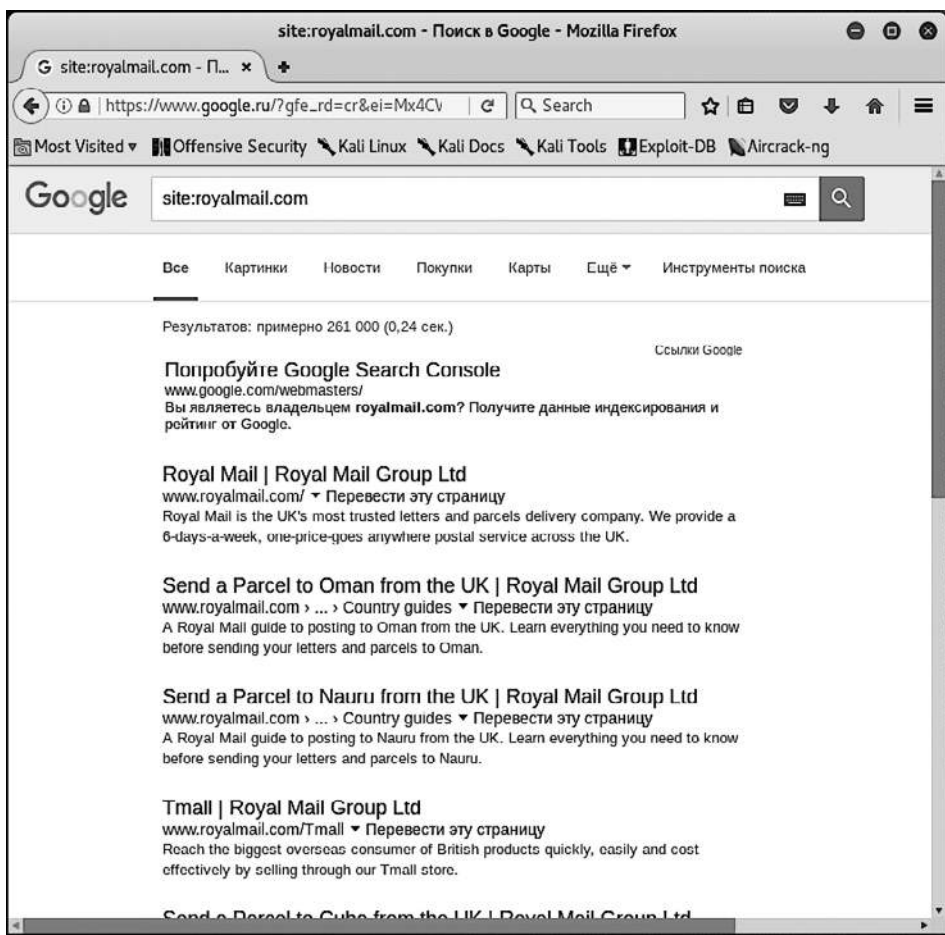 site:royalmail.com - Поиск в Google - Mozilla Firefox
G site:royalmail.com - П... × +
https://www.google.ru/?gfe_rd=cr&ei=Mx4CV Search
Most Visited Offensive Security Kali Linux Kali Docs Kali Tools Exploit-DB Aircrack-ng
Google site:royalmail.com
Все Картинки Новости Покупки Карты Ещё Инструменты поиска
Результатов: примерно 261 000 (0,24 сек.)
Ссылки Google
Попробуйте Google Search Console
www.google.com/webmasters/
Вы являетесь владельцем royalmail.com? Получите данные индексирования и
рейтинг от Google.
Royal Mail | Royal Mail Group Ltd
www.royalmail.com/ ▾ Перевести эту страницу
Royal Mail is the UK's most trusted letters and parcels delivery company. We provide a
6-days-a-week, one-price-goes anywhere postal service across the UK.
Send a Parcel to Oman from the UK | Royal Mail Group Ltd
www.royalmail.com › ... › Country guides ▾ Перевести эту страницу
A Royal Mail guide to posting to Oman from the UK. Learn everything you need to know
before sending your letters and parcels to Oman.
Send a Parcel to Nauru from the UK | Royal Mail Group Ltd
www.royalmail.com › ... › Country guides ▾ Перевести эту страницу
A Royal Mail guide to posting to Nauru from the UK. Learn everything you need to know
before sending your letters and parcels to Nauru.
Tmall | Royal Mail Group Ltd
www.royalmail.com/Tmall ▾ Перевести эту страницу
Reach the biggest overseas consumer of British products quickly, easily and cost
effectively by selling through our Tmall store.
Send a Parcel to Cuba from the UK | Royal Mail Group Ltd